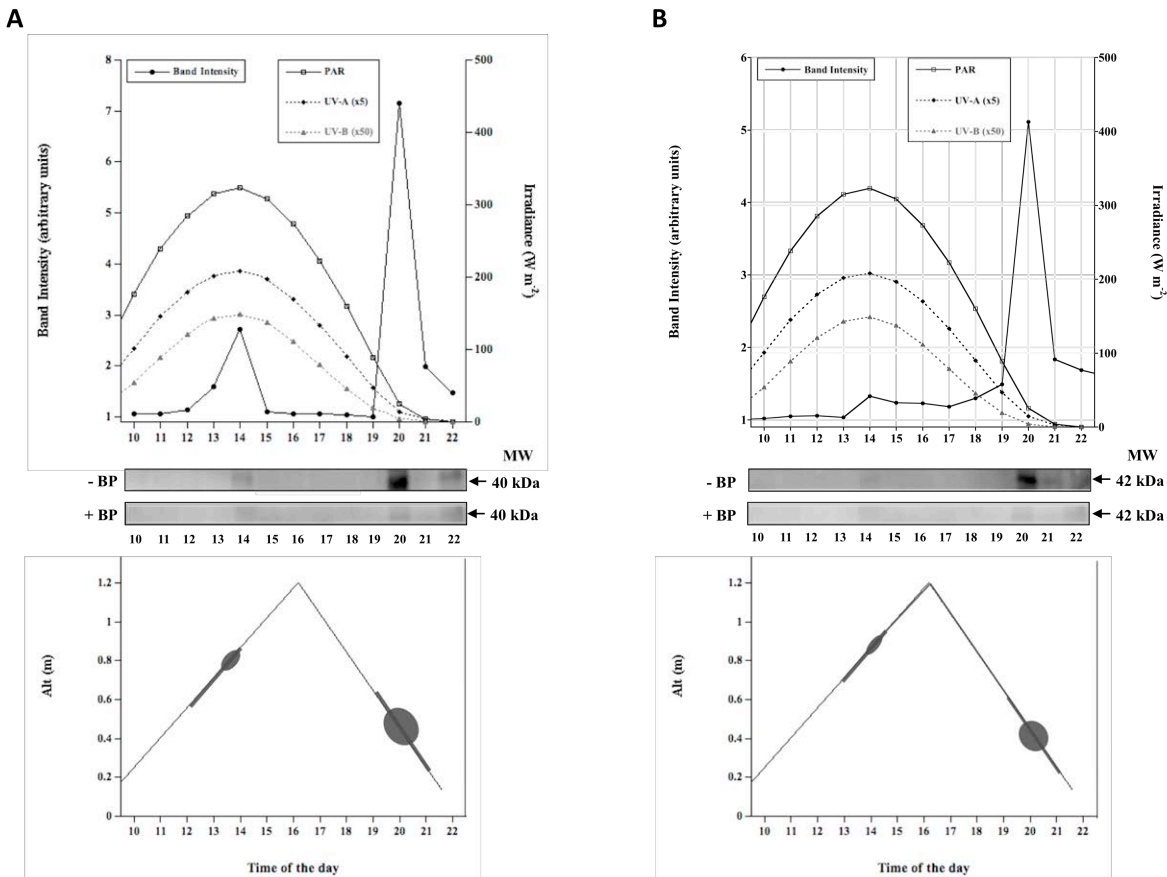 A
Band Intensity
PAR
UV-A (x5)
UV-B (x50)
8
7
6
5
4
3
2
1
Band Intensity (arbitrary units)
500
400
300
200
100
0
Irradiance (W m-2)
10 11 12 13 14 15 16 17 18 19 20 21 22
MW
- BP 40 kDa
+ BP 40 kDa
10 11 12 13 14 15 16 17 18 19 20 21 22
1.2
1
0.8
0.6
0.4
0.2
0
Alt (m)
10 11 12 13 14 15 16 17 18 19 20 21 22
Time of the day
B
Band Intensity
PAR
UV-A (x5)
UV-B (x50)
6
5
4
3
2
1
Band Intensity (arbitrary units)
500
400
300
200
100
0
Irradiance (W m-2)
10 11 12 13 14 15 16 17 18 19 20 21 22
MW
- BP 42 kDa
+ BP 42 kDa
10 11 12 13 14 15 16 17 18 19 20 21 22
1.2
1
0.8
0.6
0.4
0.2
0
Alt (m)
10 11 12 13 14 15 16 17 18 19 20 21 22
Time of the day